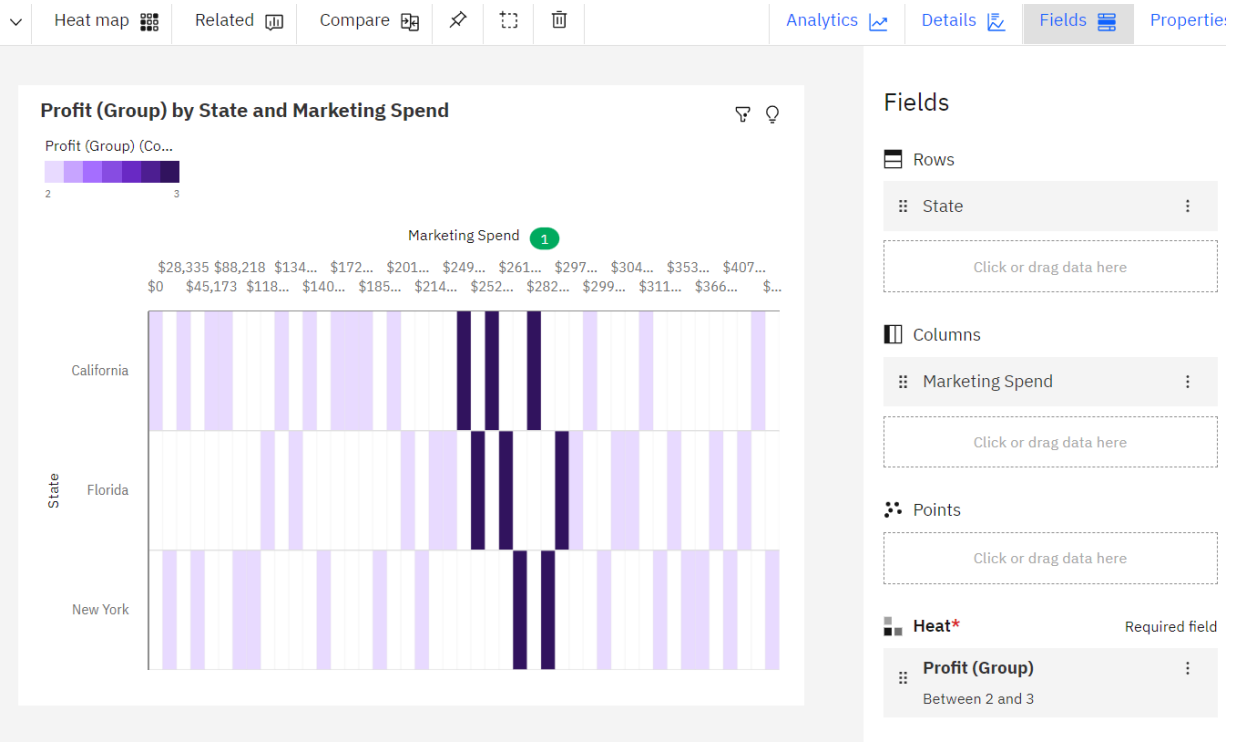 Heat map Related Compare Analytics Details Fields Properties
Fields
Profit (Group) by State and Marketing Spend
Profit (Group) (Co...
2 3
Marketing Spend 1
$28,335 $88,218 $134... $172... $201... $249... $261... $297... $304... $353... $407...
$0 $45,173 $118... $140... $185... $214... $252... $282... $299... $311... $366... $...
California
Florida
New York
State
Rows
State
Click or drag data here
Columns
Marketing Spend
Click or drag data here
Points
Click or drag data here
Heat* Required field
Profit (Group)
Between 2 and 3